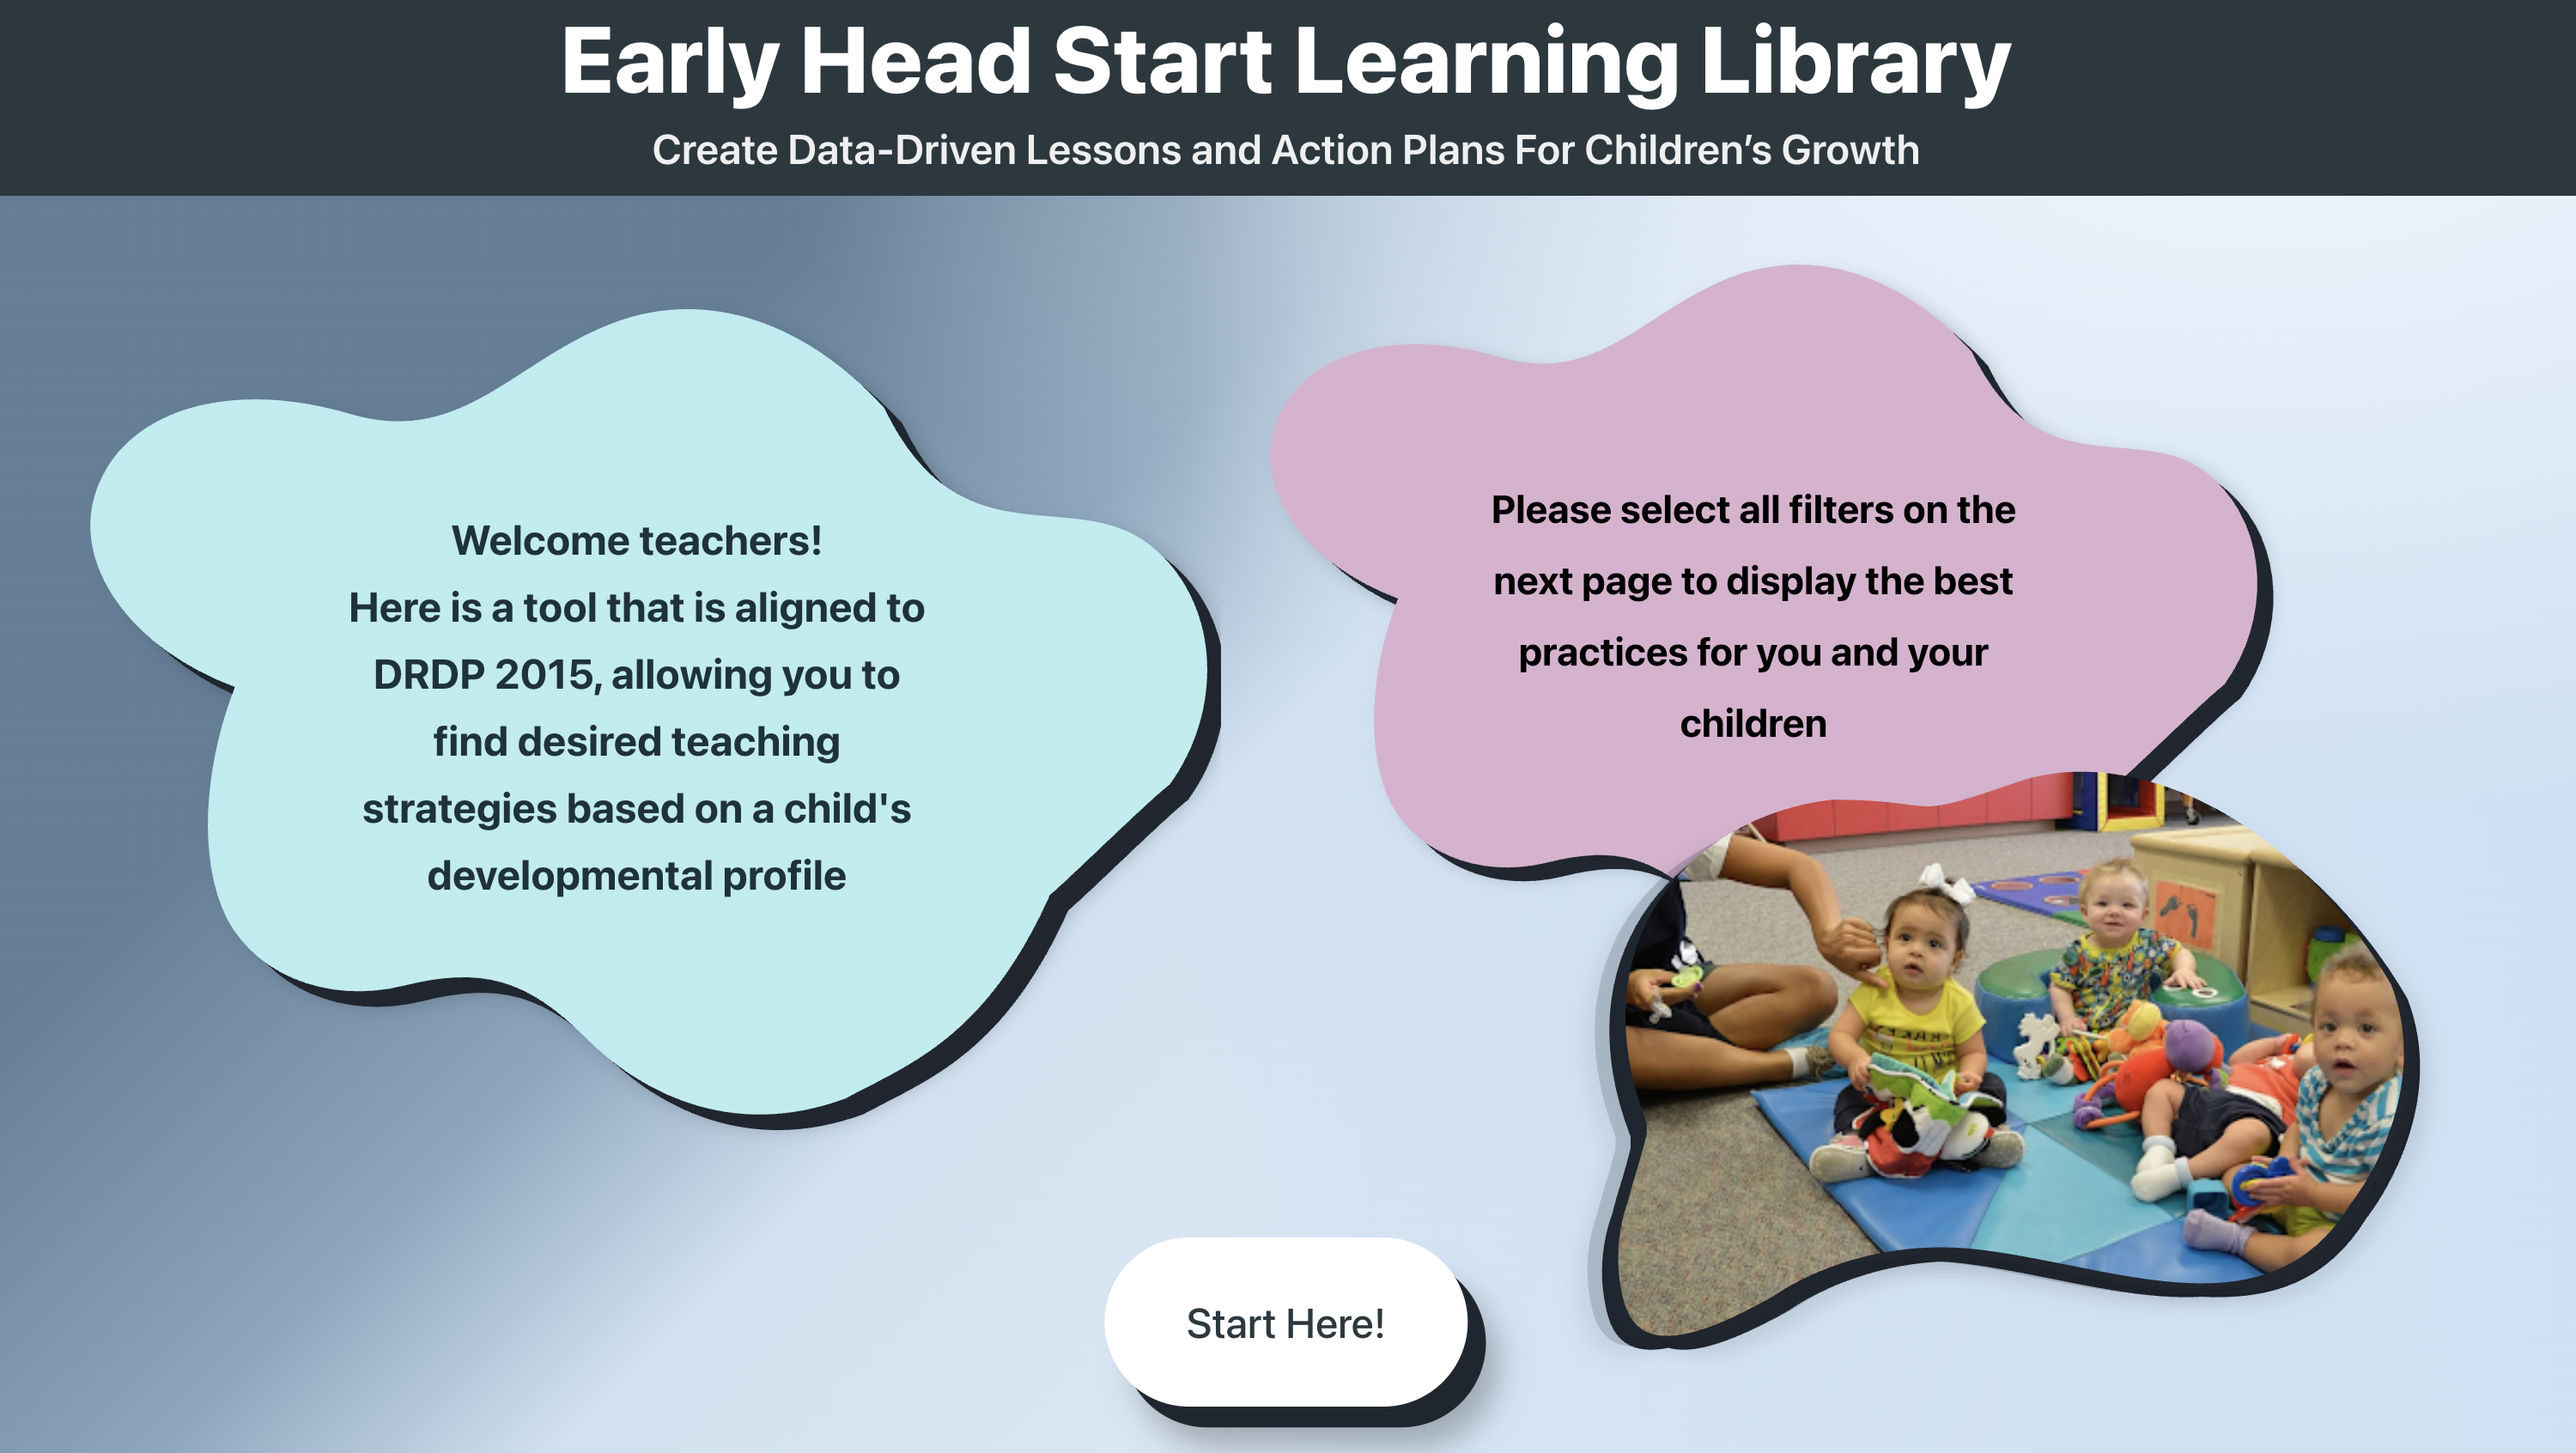 Early Head Start Learning Library
Create Data-Driven Lessons and Action Plans For Children’s Growth
Welcome teachers!
Here is a tool that is aligned to
DRDP 2015, allowing you to
find desired teaching
strategies based on a child's
developmental profile
Please select all filters on the
next page to display the best
practices for you and your
children
Start Here!